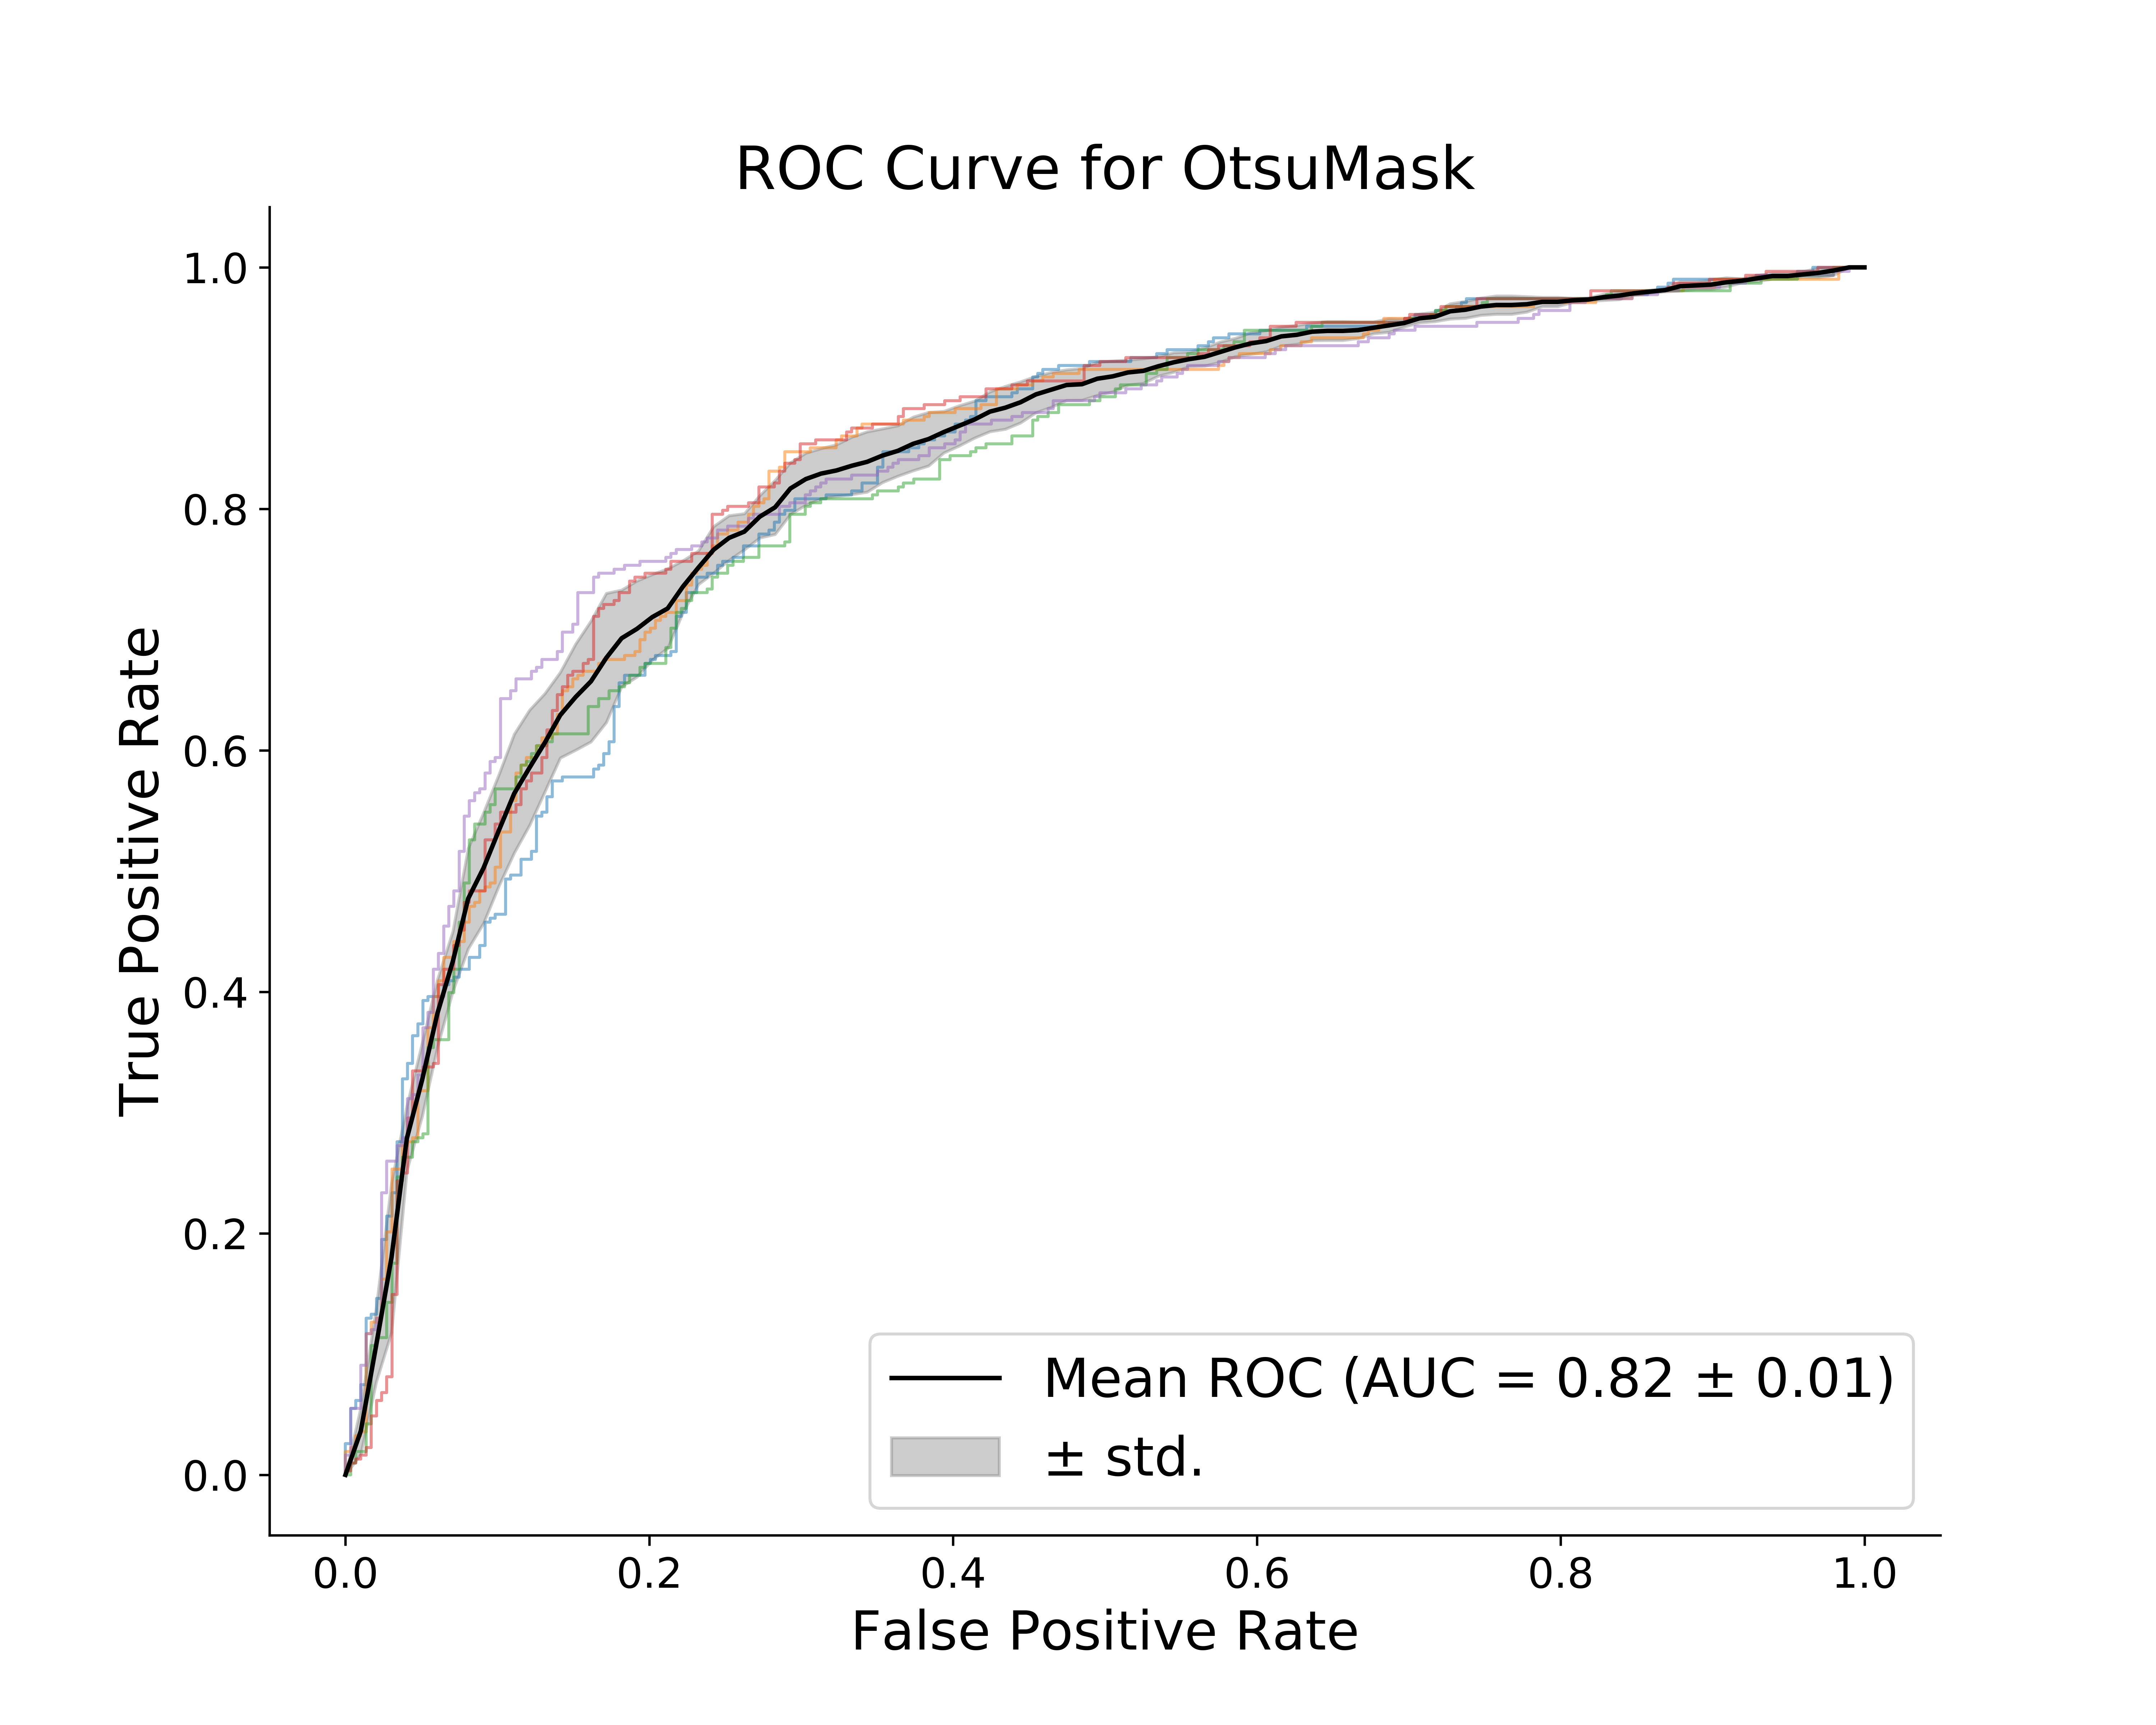 ROC Curve for OtsuMask
True Positive Rate
1.0
0.8
0.6
0.4
0.2
0.0
Mean ROC (AUC = 0.82 ± 0.01)
± std.
0.0 0.2 0.4 0.6 0.8 1.0
False Positive Rate